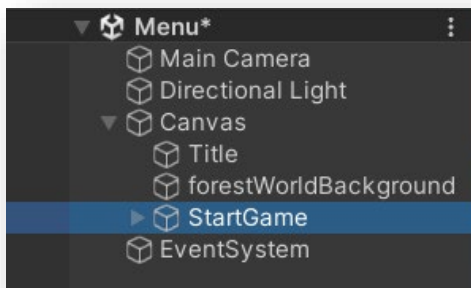 Menu*
Main Camera
Directional Light
Canvas
Title
forestWorldBackground
StartGame
EventSystem